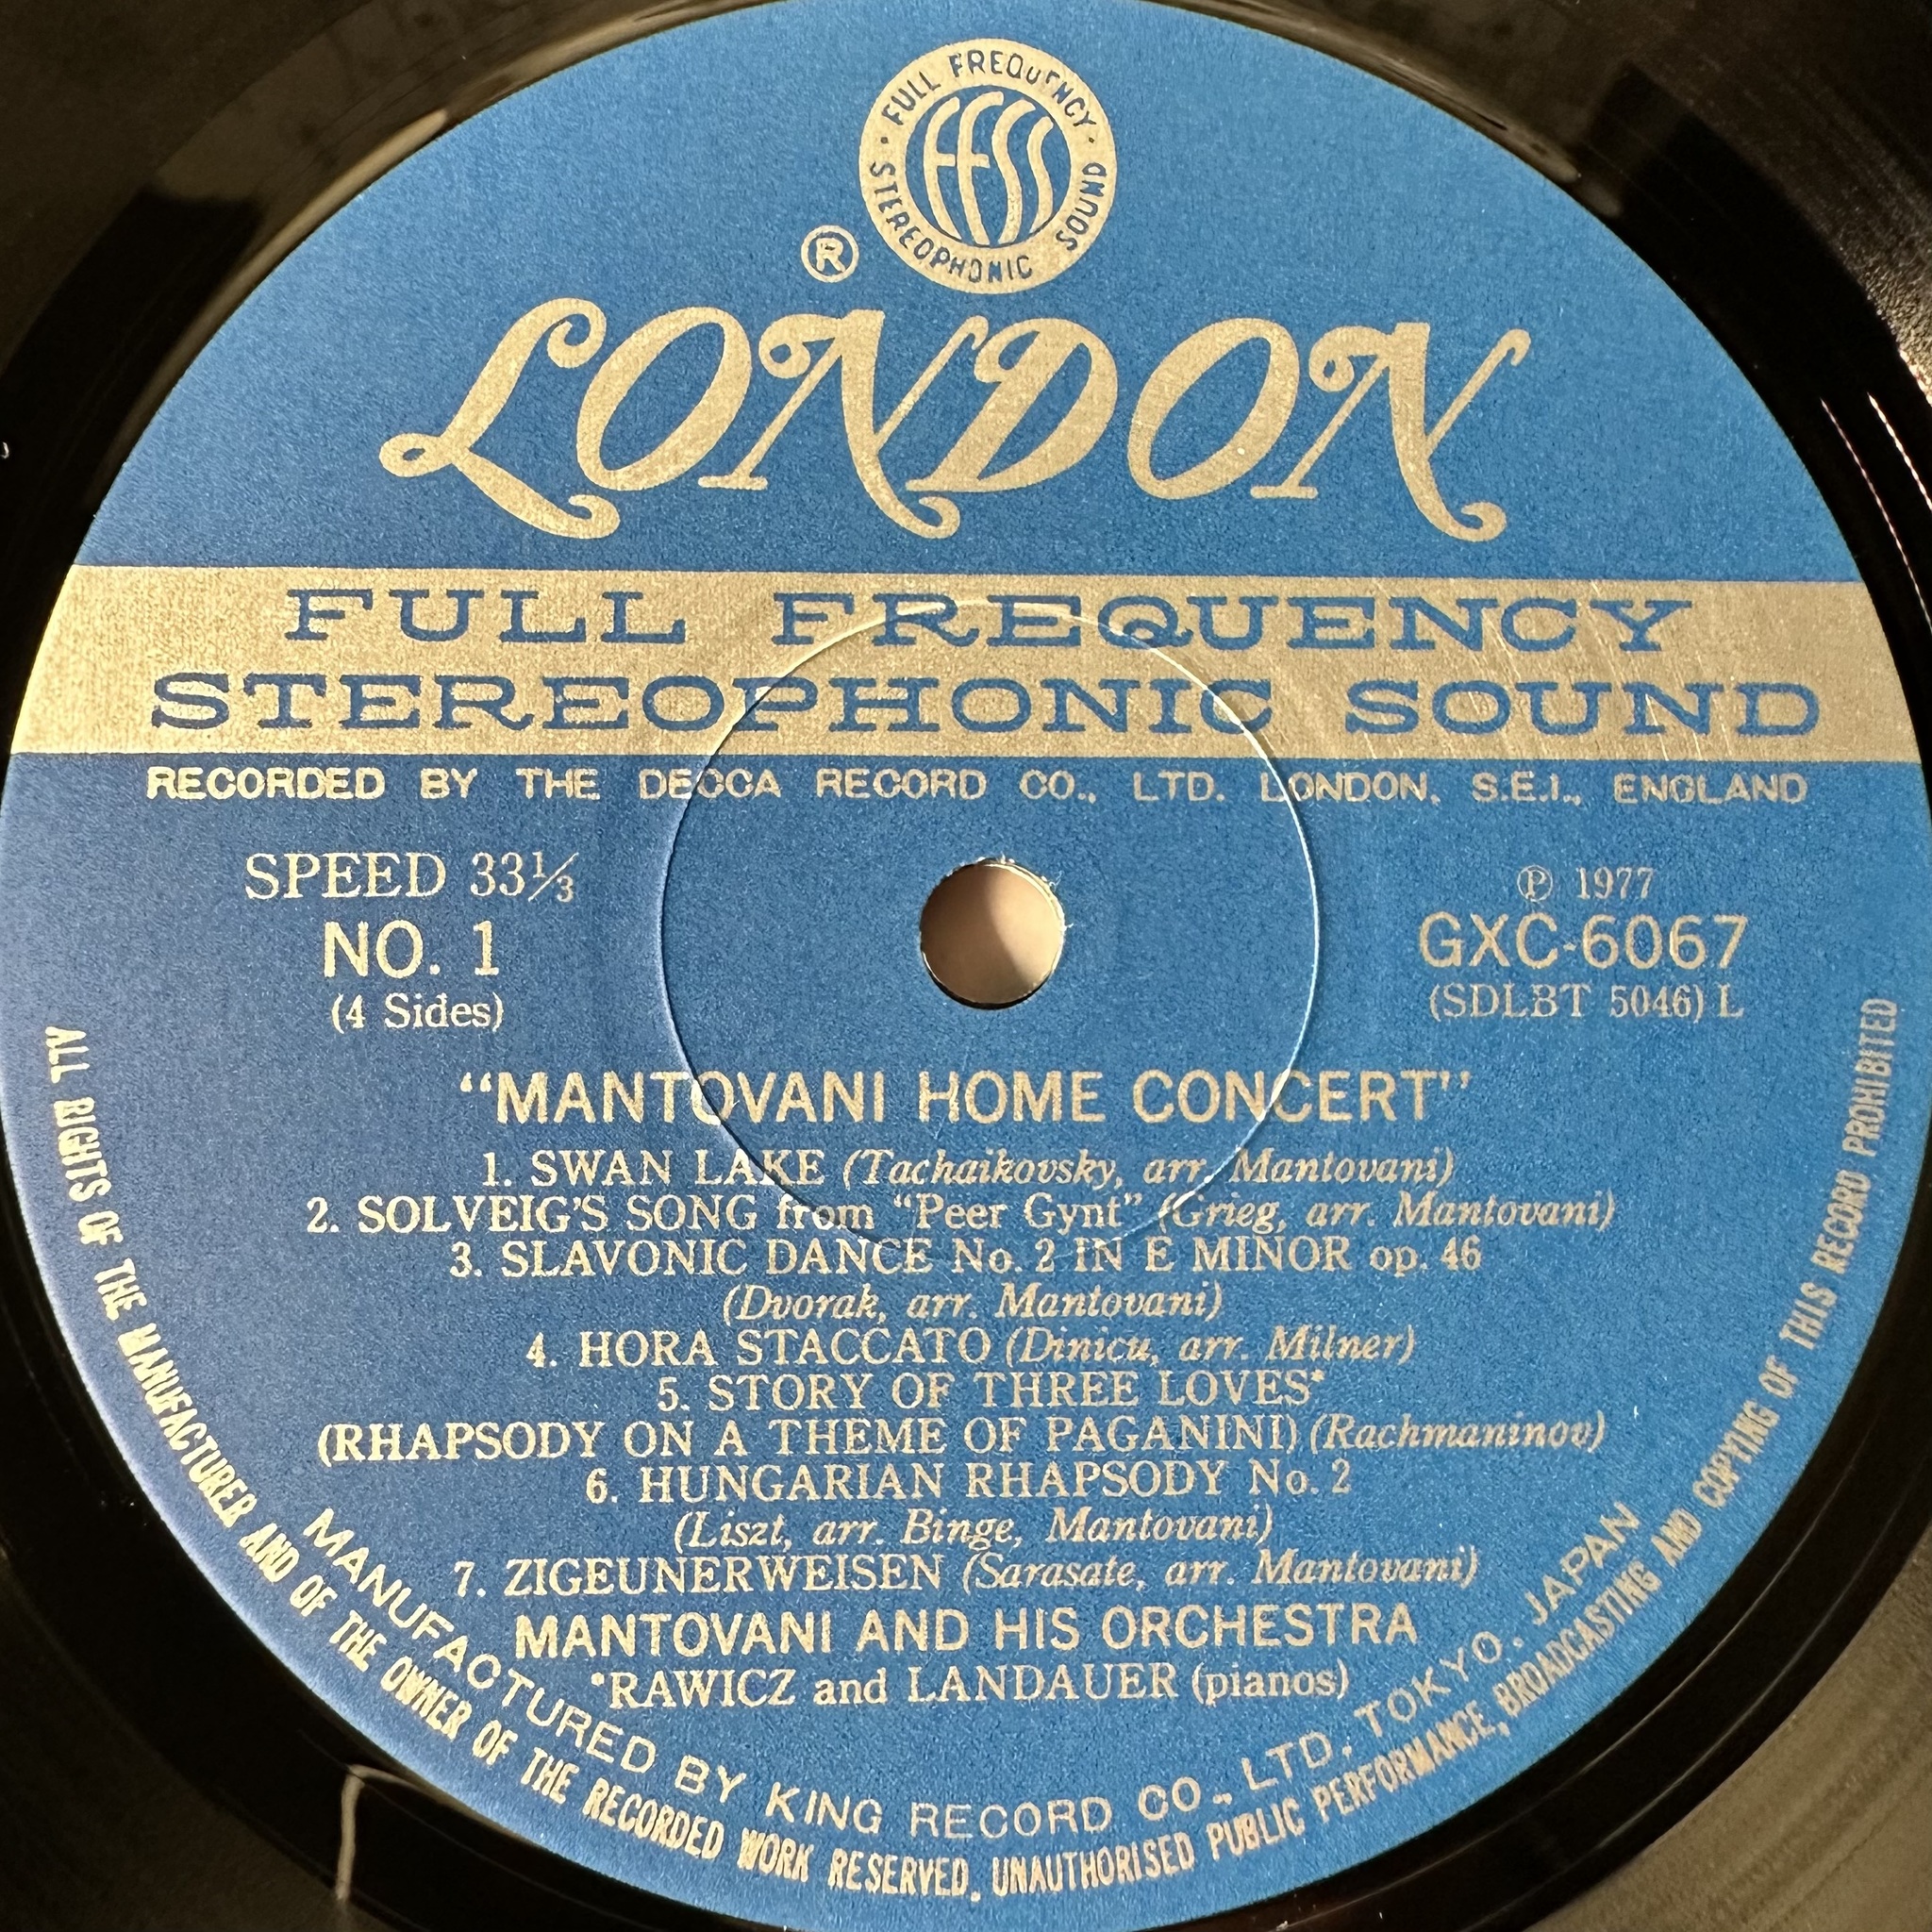 FULL FREQUENCY
FFSS
STEREOPHONIC SOUND
®
LONDON
FULL FREQUENCY
STEREOPHONIC SOUND
RECORDED BY THE DECCA RECORD CO., LTD. LONDON, S.E.I., ENGLAND
SPEED 33⅓
NO. 1
(4 Sides)
℗ 1977
GXC-6067
(SDLBT 5046) L
“MANTOVANI HOME CONCERT”
1. SWAN LAKE (Tachaikovsky, arr. Mantovani)
2. SOLVEIG'S SONG from “Peer Gynt” (Grieg, arr. Mantovani)
3. SLAVONIC DANCE No. 2 IN E MINOR op. 46
(Dvorak, arr. Mantovani)
4. HORA STACCATO (Dinicu, arr. Milner)
5. STORY OF THREE LOVES*
(RHAPSODY ON A THEME OF PAGANINI) (Rachmaninov)
6. HUNGARIAN RHAPSODY No. 2
(Liszt, arr. Binge, Mantovani)
7. ZIGEUNERWEISEN (Sarasate, arr. Mantovani)
MANTOVANI AND HIS ORCHESTRA
*RAWICZ and LANDAUER (pianos)
MANUFACTURED BY KING RECORD CO., LTD. TOKYO. JAPAN
ALL RIGHTS OF THE MANUFACTURER AND OF THE OWNER OF THE RECORDED WORK RESERVED. UNAUTHORISED PUBLIC PERFORMANCE, BROADCASTING AND COPYING OF THIS RECORD PROHIBITED